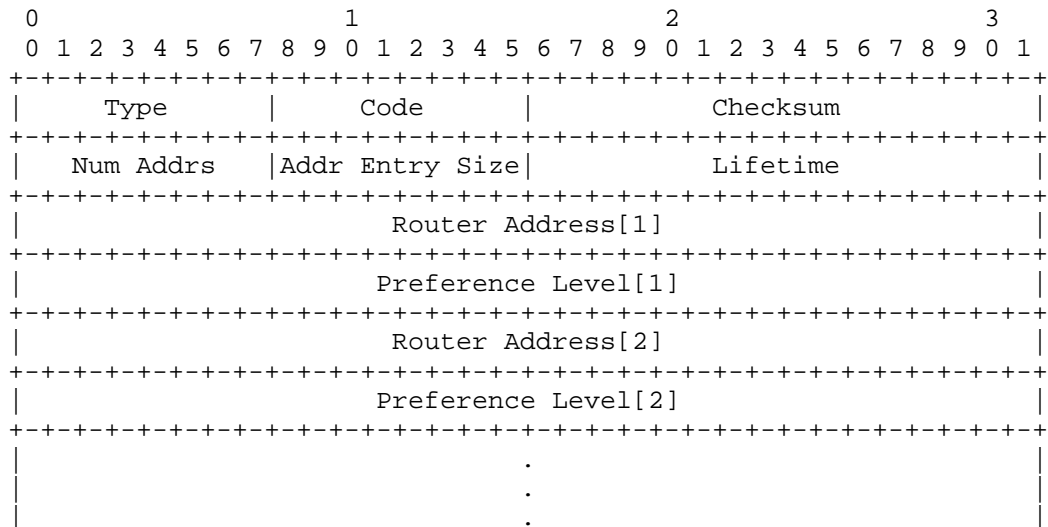 0                   1                   2                   3
 0 1 2 3 4 5 6 7 8 9 0 1 2 3 4 5 6 7 8 9 0 1 2 3 4 5 6 7 8 9 0 1
+-+-+-+-+-+-+-+-+-+-+-+-+-+-+-+-+-+-+-+-+-+-+-+-+-+-+-+-+-+-+-+-+
|     Type      |     Code      |           Checksum            |
+-+-+-+-+-+-+-+-+-+-+-+-+-+-+-+-+-+-+-+-+-+-+-+-+-+-+-+-+-+-+-+-+
|   Num Addrs   |Addr Entry Size|           Lifetime            |
+-+-+-+-+-+-+-+-+-+-+-+-+-+-+-+-+-+-+-+-+-+-+-+-+-+-+-+-+-+-+-+-+
|                       Router Address[1]                       |
+-+-+-+-+-+-+-+-+-+-+-+-+-+-+-+-+-+-+-+-+-+-+-+-+-+-+-+-+-+-+-+-+
|                      Preference Level[1]                      |
+-+-+-+-+-+-+-+-+-+-+-+-+-+-+-+-+-+-+-+-+-+-+-+-+-+-+-+-+-+-+-+-+
|                       Router Address[2]                       |
+-+-+-+-+-+-+-+-+-+-+-+-+-+-+-+-+-+-+-+-+-+-+-+-+-+-+-+-+-+-+-+-+
|                      Preference Level[2]                      |
+-+-+-+-+-+-+-+-+-+-+-+-+-+-+-+-+-+-+-+-+-+-+-+-+-+-+-+-+-+-+-+-+
|                               .                               |
|                               .                               |
|                               .                               |